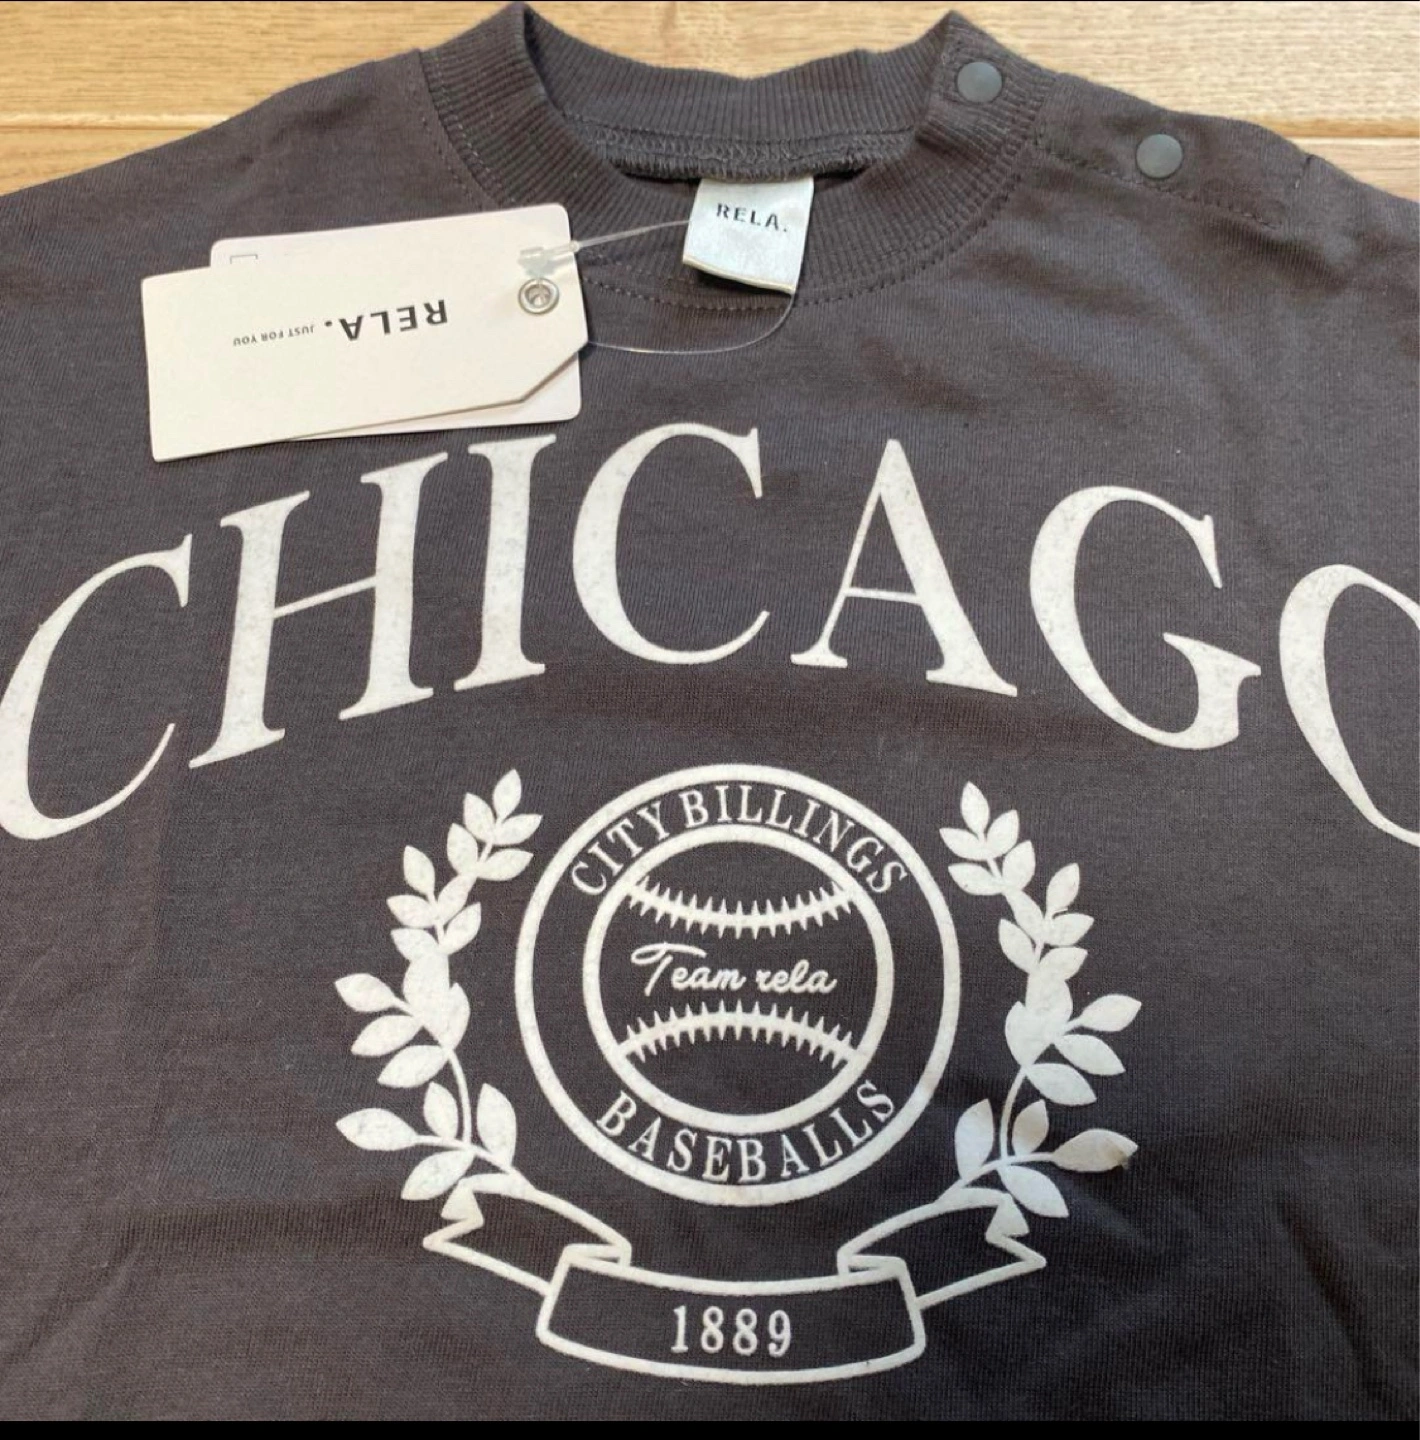 RELA.
RELA. JUST FOR YOU
CHICAGO
CITY BILLINGS
Team rela
BASEBALLS
1889